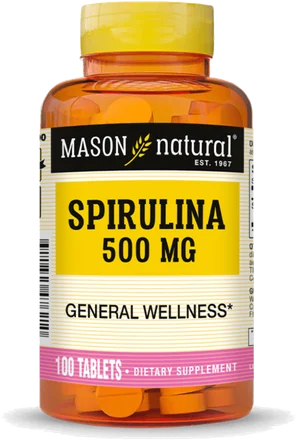 MASON natural®
EST. 1967
SPIRULINA
500 MG
GENERAL WELLNESS*
100 TABLETS • DIETARY SUPPLEMENT